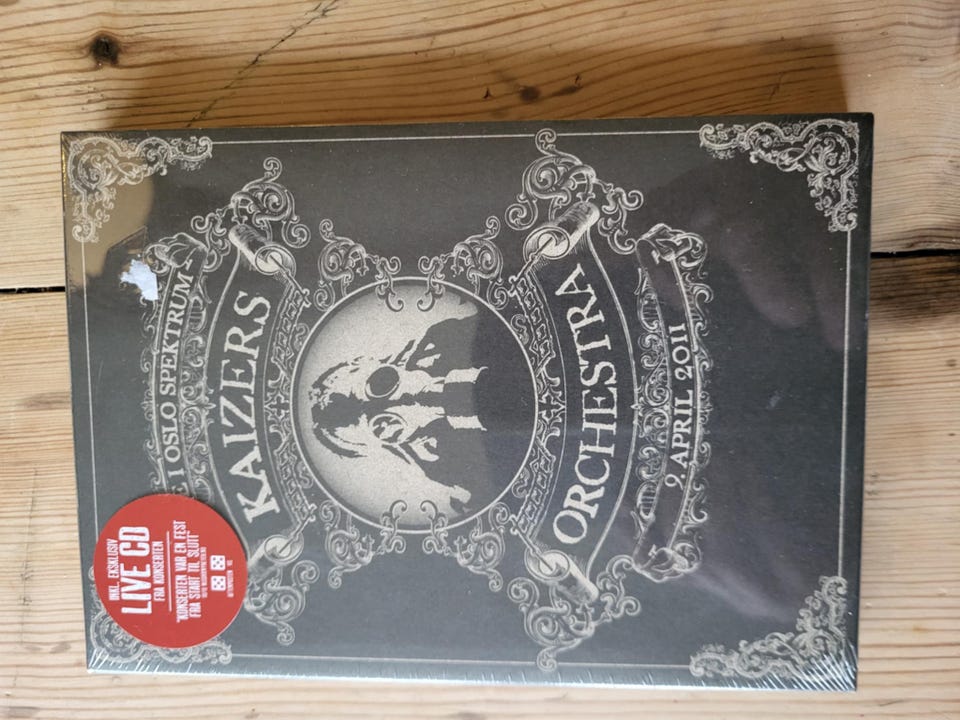 E I OSLO SPEKTRUM -
KAIZERS
ORCHESTRA
9. APRIL 2011
INKL. EKSKLUSIV
LIVE CD
FRA KONSERTEN
"KONSERTEN VAR EN FEST
FRA START TIL SLUTT"